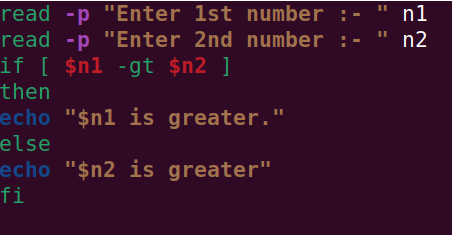 read -p "Enter 1st number :- " n1
read -p "Enter 2nd number :- " n2
if [ $n1 -gt $n2 ]
then
echo "$n1 is greater."
else
echo "$n2 is greater"
fi